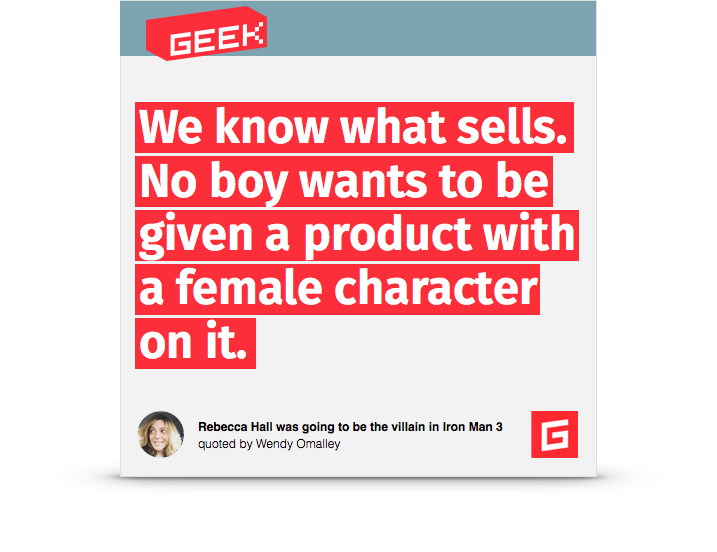 GEEK
We know what sells.
No boy wants to be
given a product with
a female character
on it.
Rebecca Hall was going to be the villain in Iron Man 3
quoted by Wendy Omalley
G